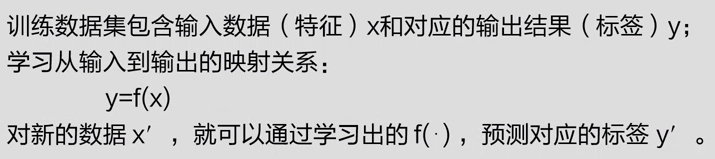 训练数据集包含输入数据（特征）x和对应的输出结果（标签）y；
学习从输入到输出的映射关系：
y=f(x)
对新的数据 x′ ，就可以通过学习出的 f(·) ，预测对应的标签 y′ 。